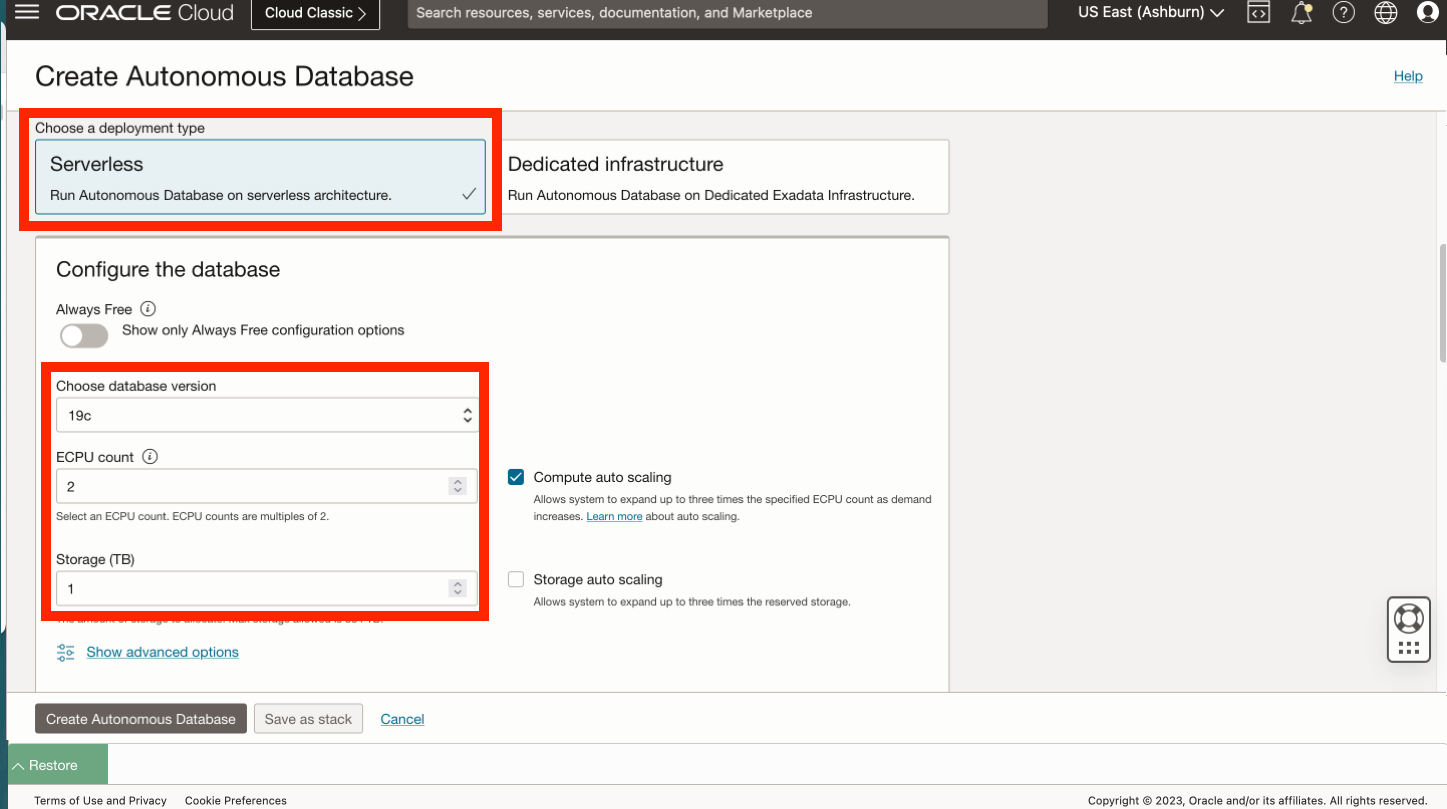 ORACLE Cloud
Cloud Classic >
Search resources, services, documentation, and Marketplace
US East (Ashburn)
Create Autonomous Database
Help
Choose a deployment type
Serverless
Run Autonomous Database on serverless architecture.
Dedicated infrastructure
Run Autonomous Database on Dedicated Exadata Infrastructure.
Configure the database
Always Free
Show only Always Free configuration options
Choose database version
19c
ECPU count
2
Select an ECPU count. ECPU counts are multiples of 2.
Compute auto scaling
Allows system to expand up to three times the specified ECPU count as demand
increases. Learn more about auto scaling.
Storage (TB)
1
Storage auto scaling
Allows system to expand up to three times the reserved storage.
Show advanced options
Create Autonomous Database
Save as stack
Cancel
Restore
Terms of Use and Privacy
Cookie Preferences
Copyright © 2023, Oracle and/or its affiliates. All rights reserved.